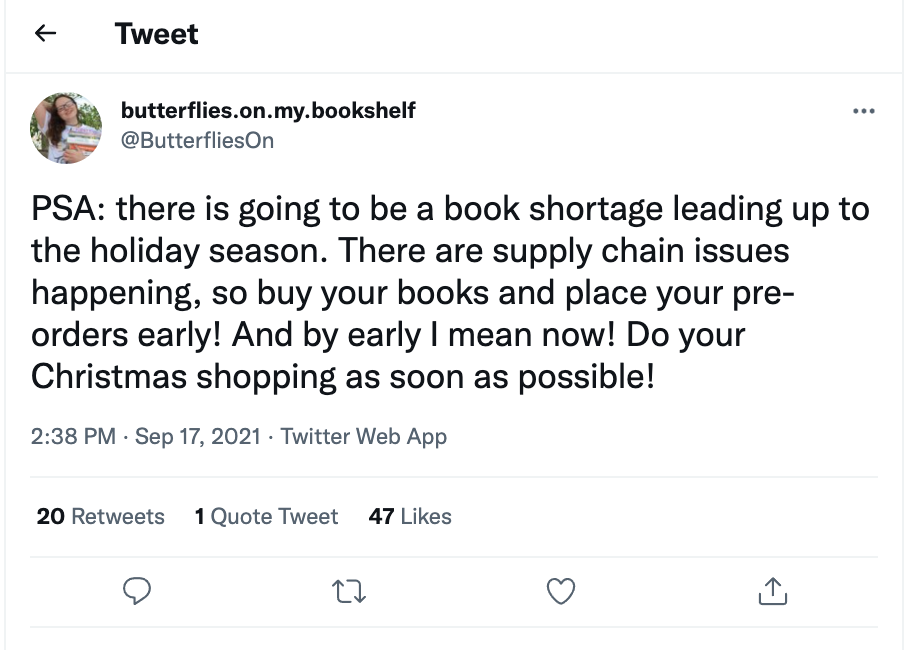 Tweet
butterflies.on.my.bookshelf
@ButterfliesOn
PSA: there is going to be a book shortage leading up to
the holiday season. There are supply chain issues
happening, so buy your books and place your pre-
orders early! And by early I mean now! Do your
Christmas shopping as soon as possible!
2:38 PM · Sep 17, 2021 · Twitter Web App
20 Retweets 1 Quote Tweet 47 Likes